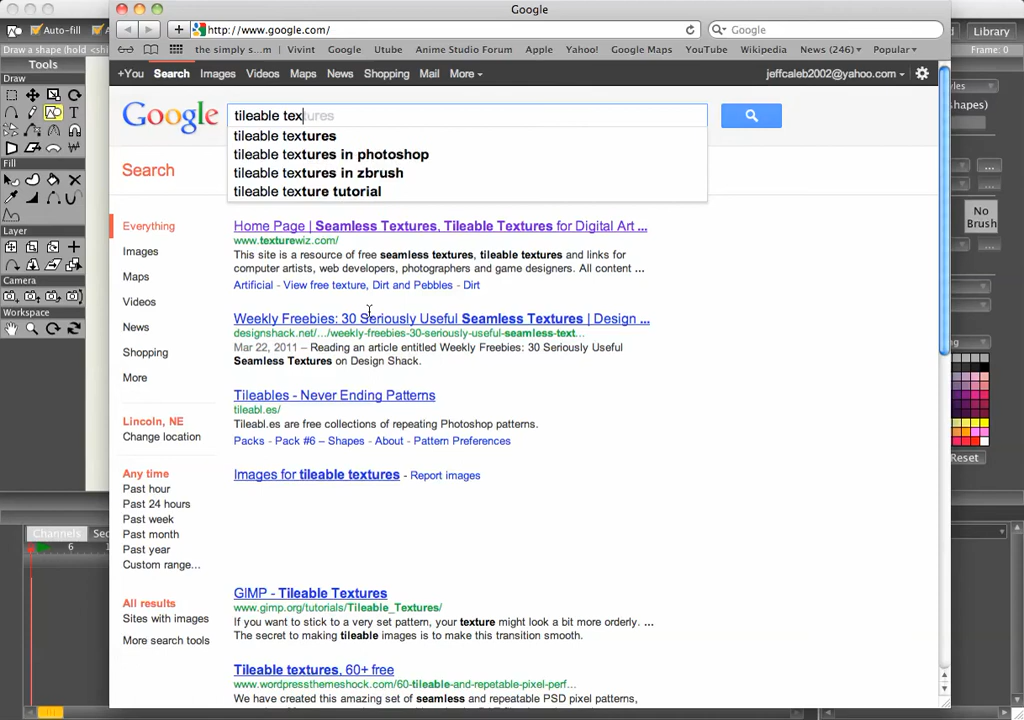 Google
Auto-fill
http://www.google.com/
Google
Library
Draw a shape (hold <shi
the simply s...m Vivint Google Utube Anime Studio Forum Apple Yahoo! Google Maps YouTube Wikipedia News (246) Popular
Frame: 0
Tools
Draw
+You Search Images Videos Maps News Shopping Mail More
jeffcaleb2002@yahoo.com
Google
tileable textures
tileable textures
tileable textures in photoshop
tileable textures in zbrush
tileable texture tutorial
Search
Everything
Images
Maps
Videos
News
Shopping
More
Lincoln, NE
Change location
Any time
Past hour
Past 24 hours
Past week
Past month
Past year
Custom range...
All results
Sites with images
More search tools
Home Page | Seamless Textures, Tileable Textures for Digital Art ...
www.texturewiz.com/
This site is a resource of free seamless textures, tileable textures and links for
computer artists, web developers, photographers and game designers. All content ...
Artificial - View free texture, Dirt and Pebbles - Dirt
Weekly Freebies: 30 Seriously Useful Seamless Textures | Design ...
designshack.net/.../weekly-freebies-30-seriously-useful-seamless-text...
Mar 22, 2011 – Reading an article entitled Weekly Freebies: 30 Seriously Useful
Seamless Textures on Design Shack.
Tileables - Never Ending Patterns
tileabl.es/
Tileabl.es are free collections of repeating Photoshop patterns.
Packs - Pack #6 – Shapes - About - Pattern Preferences
Images for tileable textures - Report images
GIMP - Tileable Textures
www.gimp.org/tutorials/Tileable_Textures/
If you want to stick to a very set pattern, your texture might look a bit more orderly. ...
The secret to making tileable images is to make this transition smooth.
Tileable textures, 60+ free
www.wordpressthemeshock.com/60-tileable-and-repetable-pixel-perf...
We have created this amazing set of seamless and repeatable PSD pixel patterns,
Layer
Camera
Workspace
Channels
6
No
Brush
Reset